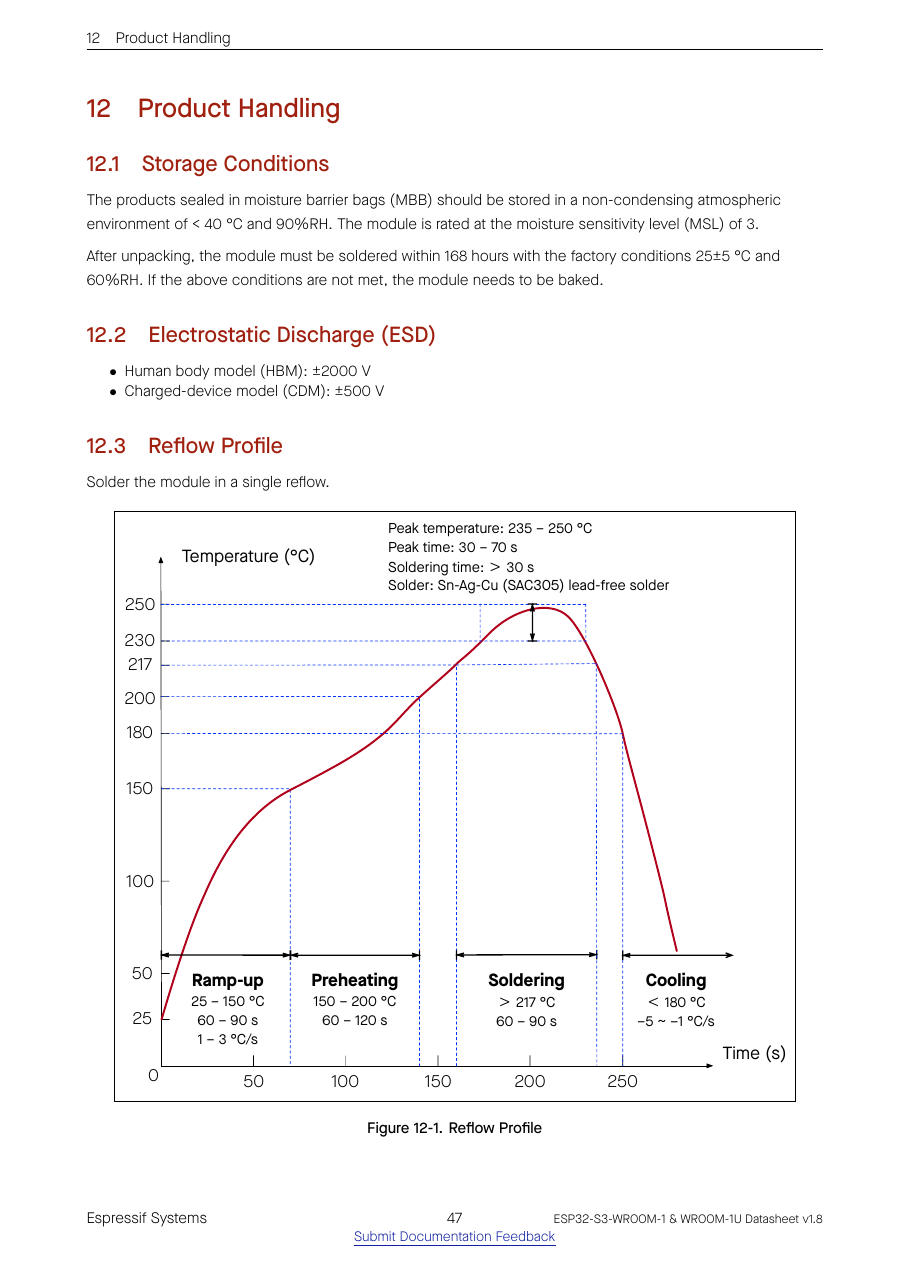 12 Product Handling
12 Product Handling
12.1 Storage Conditions
The products sealed in moisture barrier bags (MBB) should be stored in a non-condensing atmospheric
environment of < 40 °C and 90%RH. The module is rated at the moisture sensitivity level (MSL) of 3.
After unpacking, the module must be soldered within 168 hours with the factory conditions 25±5 °C and
60%RH. If the above conditions are not met, the module needs to be baked.
12.2 Electrostatic Discharge (ESD)
• Human body model (HBM): ±2000 V
• Charged-device model (CDM): ±500 V
12.3 Reflow Profile
Solder the module in a single reflow.
Peak temperature: 235 – 250 °C
Peak time: 30 – 70 s
Soldering time: > 30 s
Solder: Sn-Ag-Cu (SAC305) lead-free solder
Temperature (°C)
250
230
217
200
180
150
100
50
25
Ramp-up
25 – 150 °C
60 – 90 s
1 – 3 °C/s
Preheating
150 – 200 °C
60 – 120 s
Soldering
> 217 °C
60 – 90 s
Cooling
< 180 °C
–5 ~ –1 °C/s
Time (s)
0
50
100
150
200
250
Figure 12-1. Reflow Profile
Espressif Systems
47
ESP32-S3-WROOM-1 & WROOM-1U Datasheet v1.8
Submit Documentation Feedback